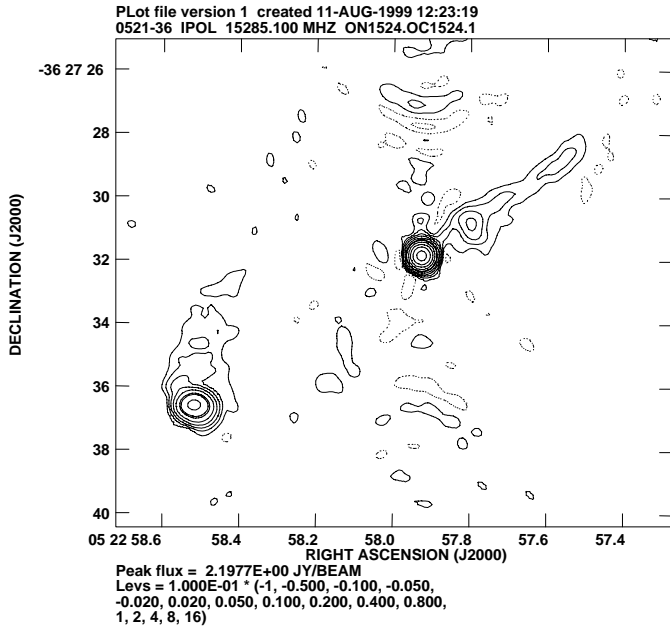 PLot file version 1 created 11-AUG-1999 12:23:19
0521-36 IPOL 15285.100 MHZ ON1524.OC1524.1
-36 27 26
28
30
32
34
36
38
40
DECLINATION (J2000)
05 22 58.6 58.4 58.2 58.0 57.8 57.6 57.4
RIGHT ASCENSION (J2000)
Peak flux = 2.1977E+00 JY/BEAM
Levs = 1.000E-01 * (-1, -0.500, -0.100, -0.050,
-0.020, 0.020, 0.050, 0.100, 0.200, 0.400, 0.800,
1, 2, 4, 8, 16)